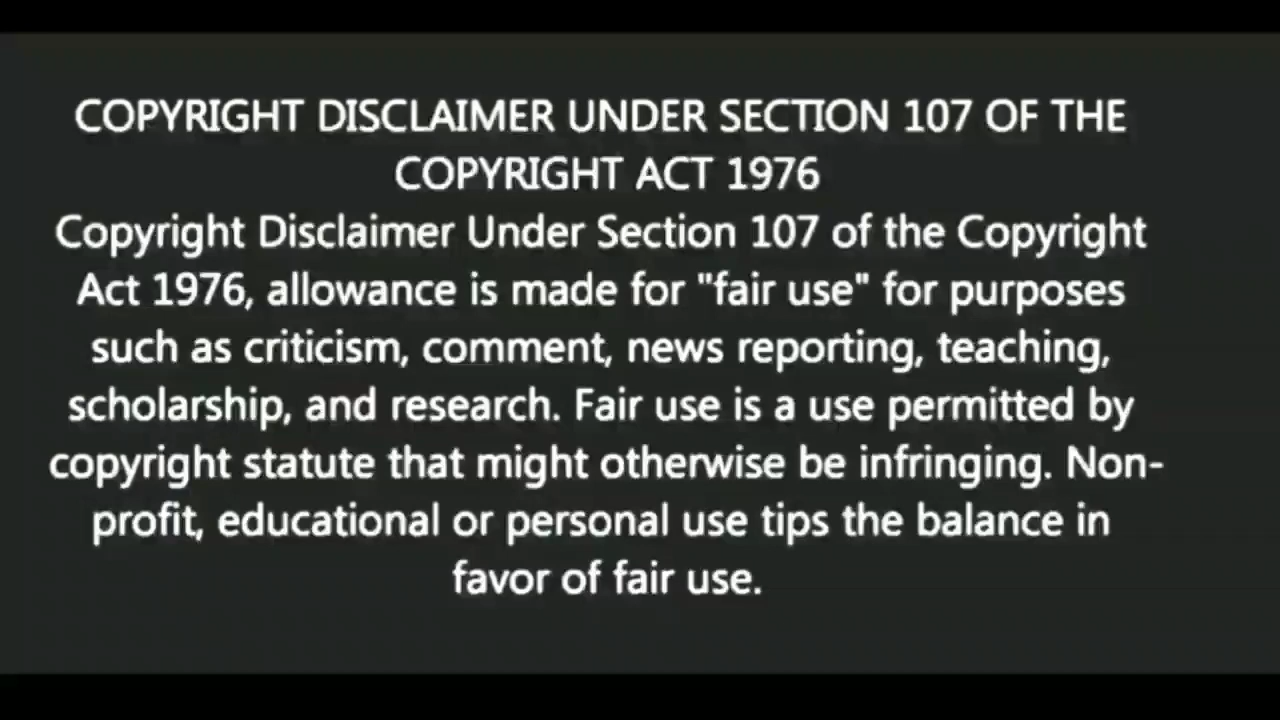 COPYRIGHT DISCLAIMER UNDER SECTION 107 OF THE
COPYRIGHT ACT 1976
Copyright Disclaimer Under Section 107 of the Copyright
Act 1976, allowance is made for "fair use" for purposes
such as criticism, comment, news reporting, teaching,
scholarship, and research. Fair use is a use permitted by
copyright statute that might otherwise be infringing. Non-
profit, educational or personal use tips the balance in
favor of fair use.